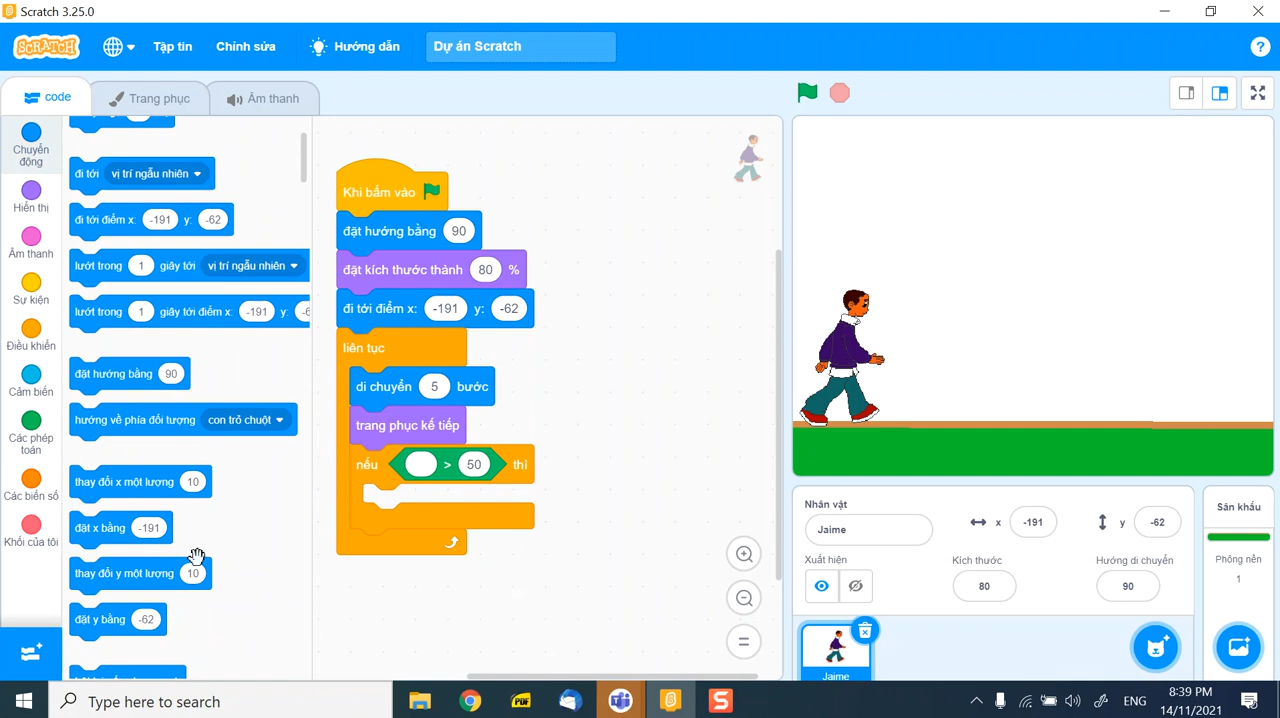 Scratch 3.25.0
SCRATCH Tập tin Chỉnh sửa Hướng dẫn Dự án Scratch ?
code Trang phục Âm thanh
Chuyển động
Hiển thị
Âm thanh
Sự kiện
Điều khiển
Cảm biến
Các phép toán
Các biến số
Khối của tôi
đi tới vị trí ngẫu nhiên
đi tới điểm x: -191 y: -62
lướt trong 1 giây tới vị trí ngẫu nhiên
lướt trong 1 giây tới điểm x: -191 y:
đặt hướng bằng 90
hướng về phía đối tượng con trỏ chuột
thay đổi x một lượng 10
đặt x bằng -191
thay đổi y một lượng 10
đặt y bằng -62
Khi bấm vào
đặt hướng bằng 90
đặt kích thước thành 80 %
đi tới điểm x: -191 y: -62
liên tục
di chuyển 5 bước
trang phục kế tiếp
nếu > 50 thì
Nhân vật
Jaime
x -191 y -62
Xuất hiện
Kích thước
80
Hướng di chuyển
90
Jaime
Sân khấu
Phông nền
1
Type here to search
PDF
ENG
8:39 PM
14/11/2021